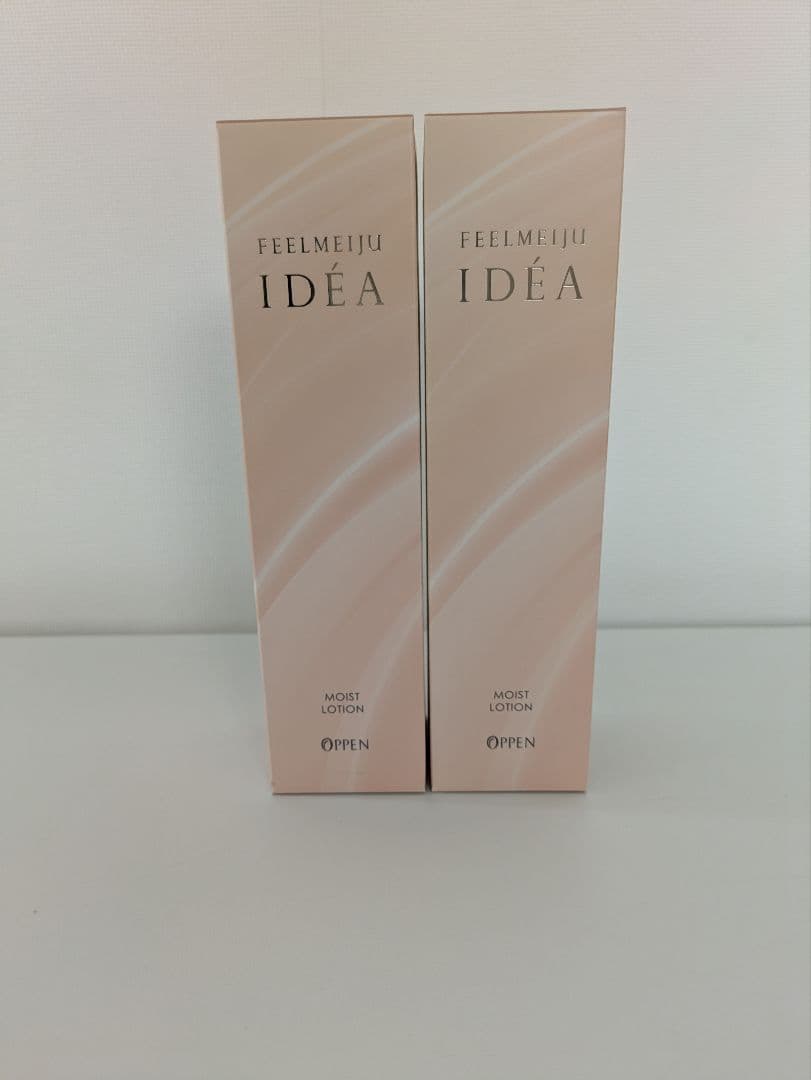 FEELMEIJU
IDÉA
MOIST
LOTION
OPPEN
FEELMEIJU
IDÉA
MOIST
LOTION
OPPEN